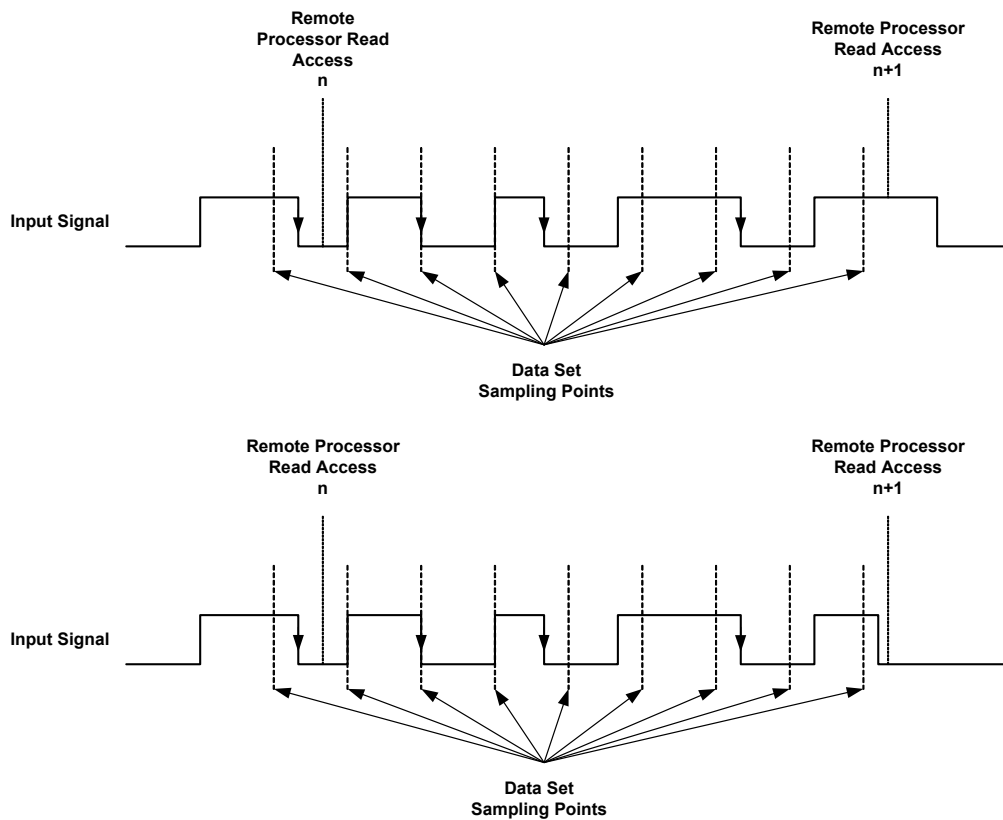 Remote
Processor Read
Access
n
Remote Processor
Read Access
n+1
Input Signal
Data Set
Sampling Points
Remote Processor
Read Access
n
Remote Processor
Read Access
n+1
Input Signal
Data Set
Sampling Points